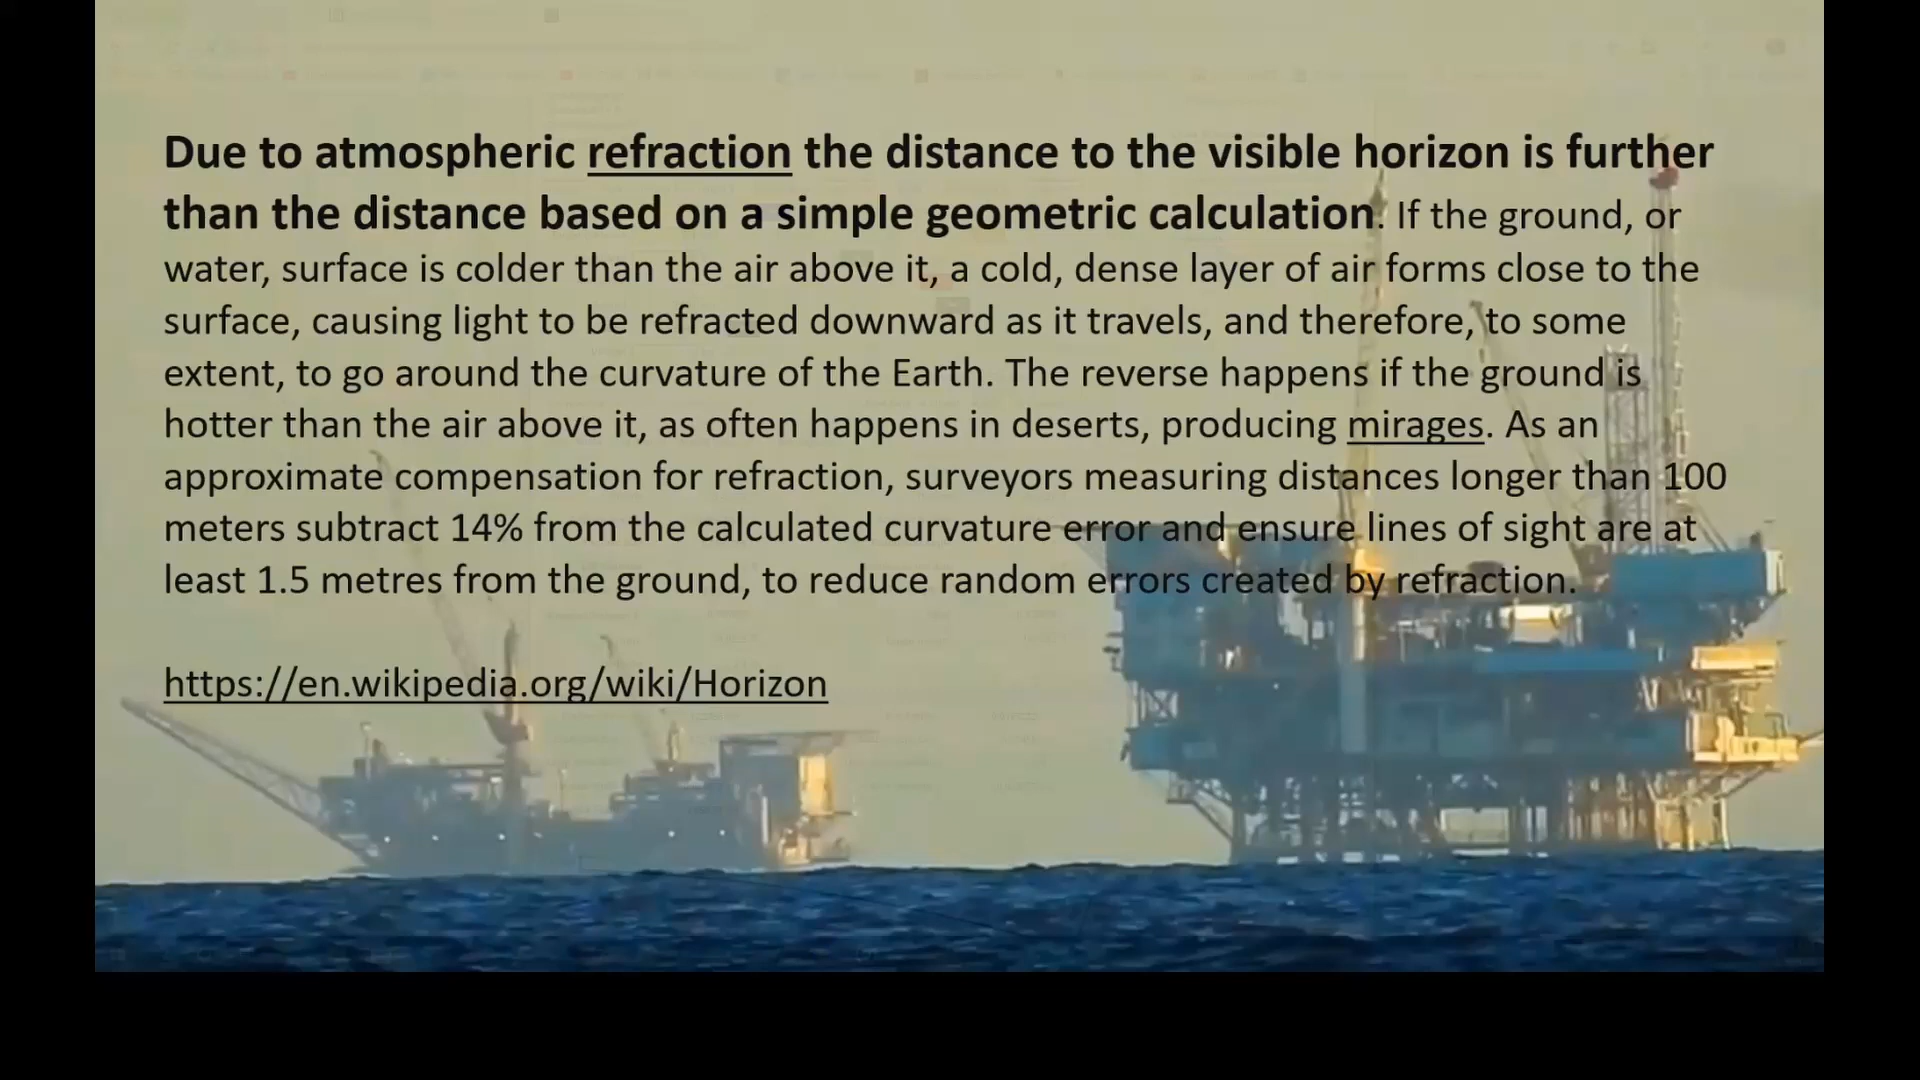 Due to atmospheric refraction the distance to the visible horizon is further
than the distance based on a simple geometric calculation. If the ground, or
water, surface is colder than the air above it, a cold, dense layer of air forms close to the
surface, causing light to be refracted downward as it travels, and therefore, to some
extent, to go around the curvature of the Earth. The reverse happens if the ground is
hotter than the air above it, as often happens in deserts, producing mirages. As an
approximate compensation for refraction, surveyors measuring distances longer than 100
meters subtract 14% from the calculated curvature error and ensure lines of sight are at
least 1.5 metres from the ground, to reduce random errors created by refraction.
https://en.wikipedia.org/wiki/Horizon